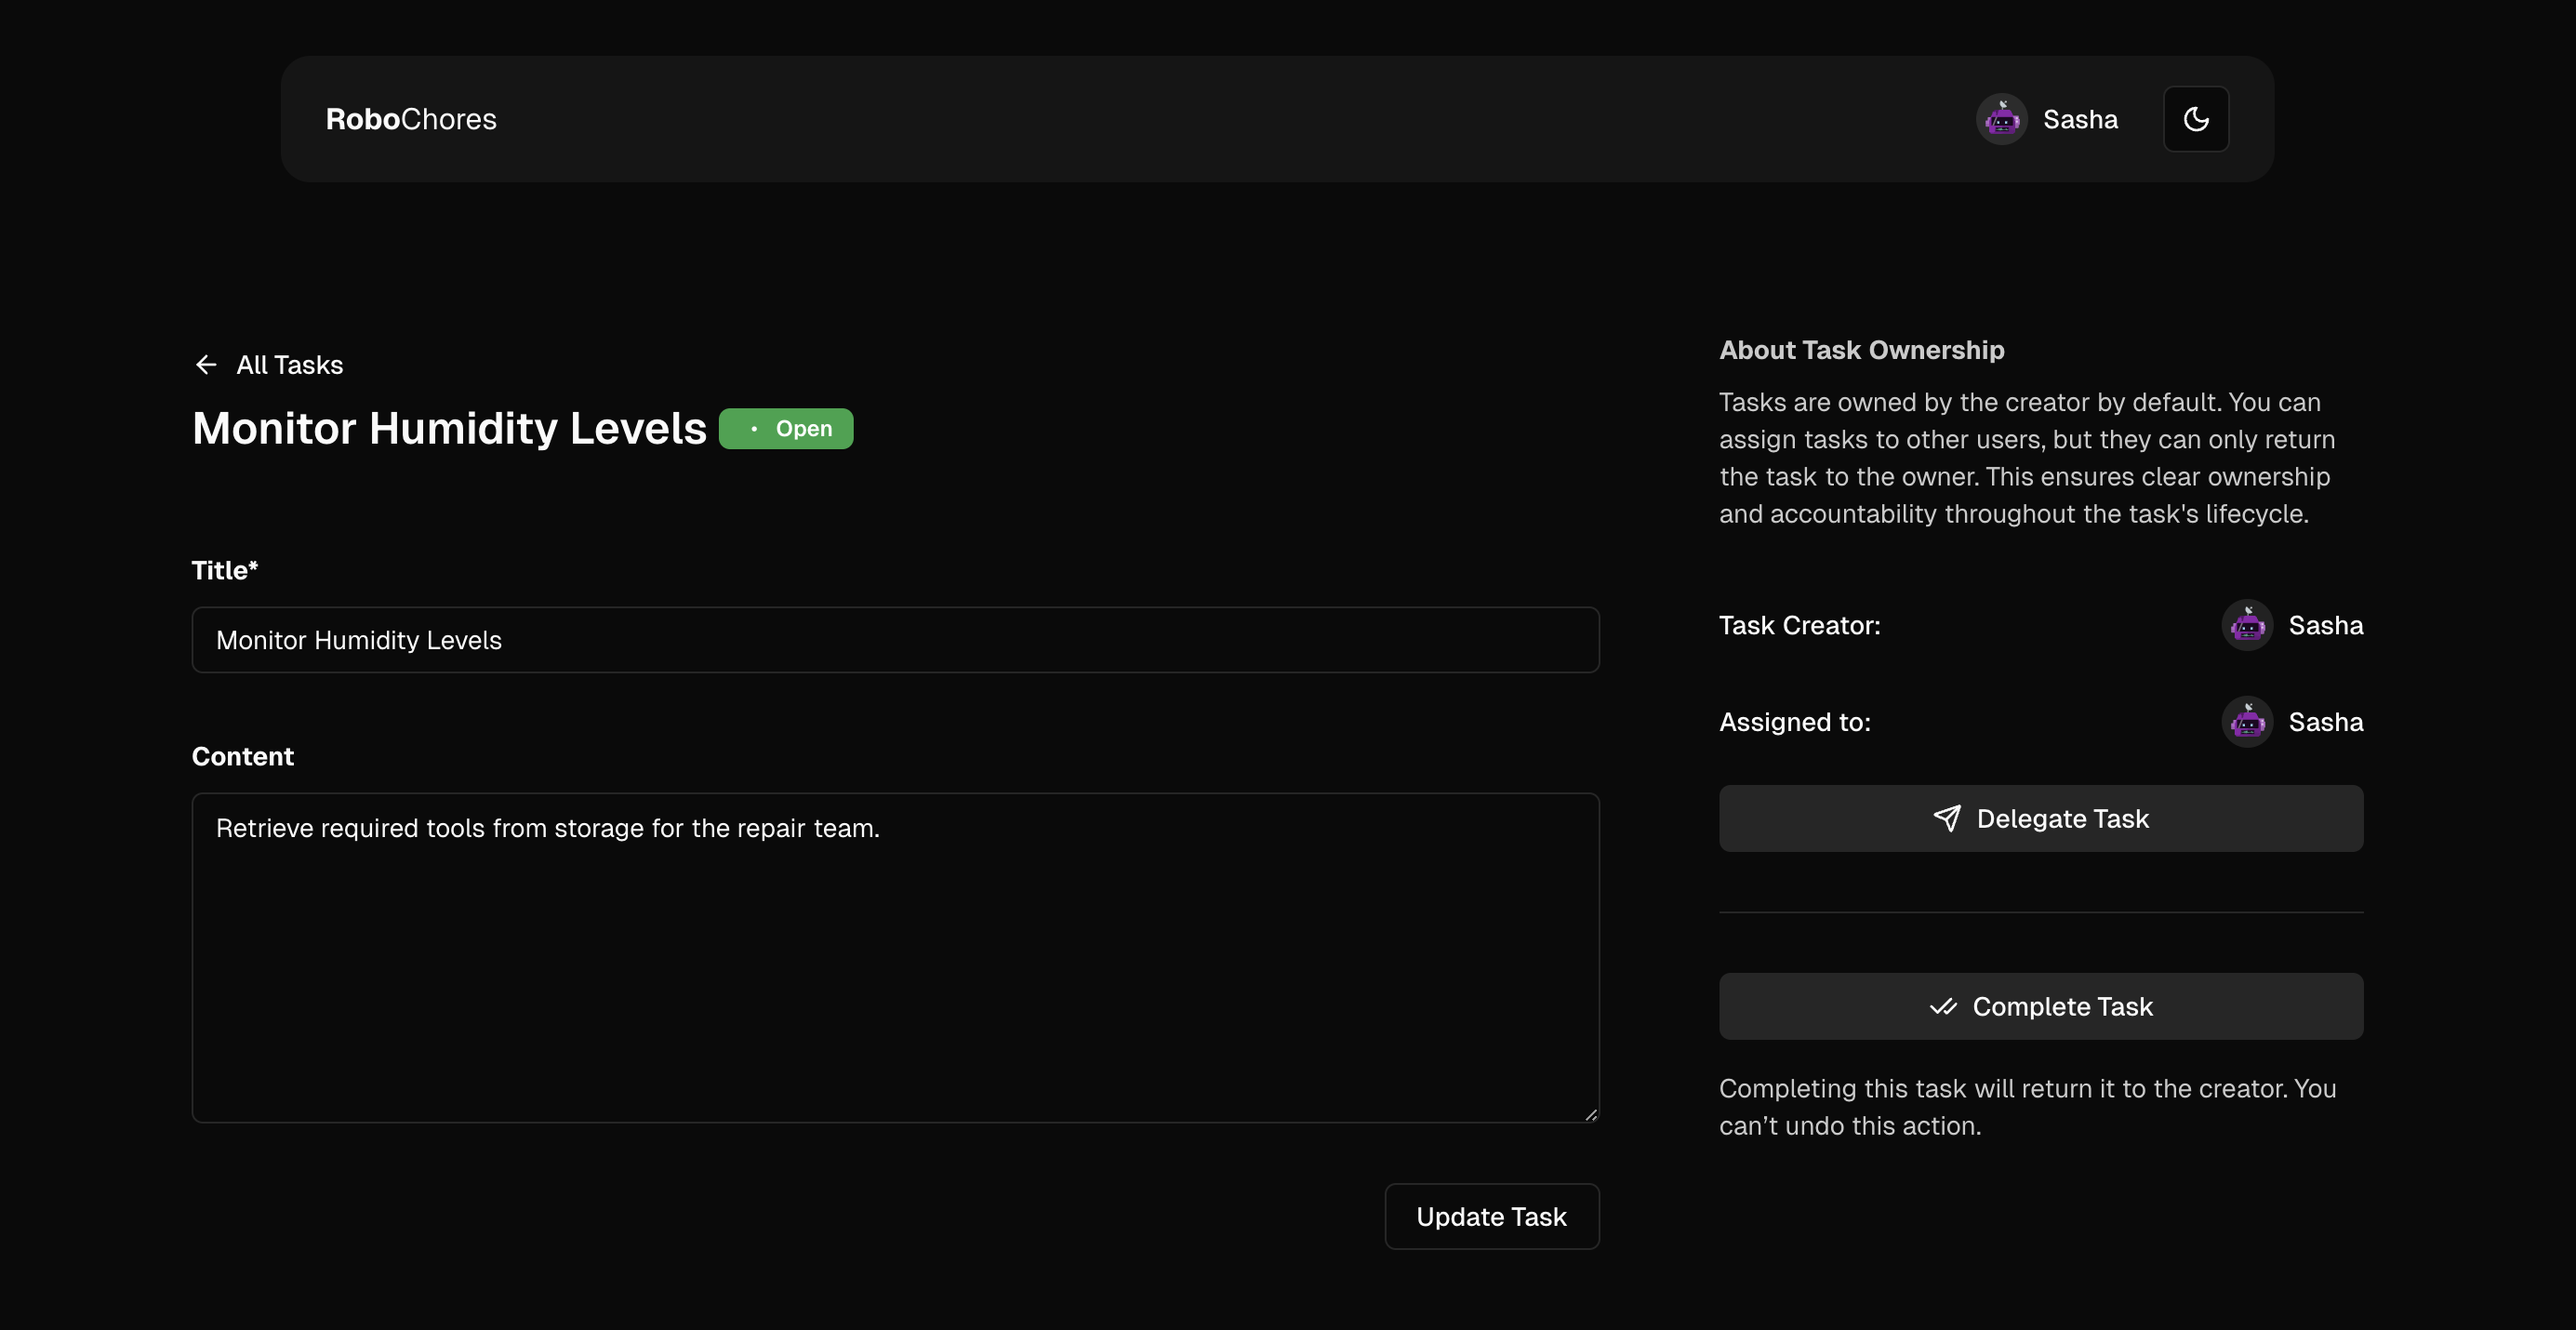 RoboChores
Sasha
All Tasks
Monitor Humidity Levels
• Open
Title*
Monitor Humidity Levels
Content
Retrieve required tools from storage for the repair team.
Update Task
About Task Ownership
Tasks are owned by the creator by default. You can
assign tasks to other users, but they can only return
the task to the owner. This ensures clear ownership
and accountability throughout the task's lifecycle.
Task Creator:
Sasha
Assigned to:
Sasha
Delegate Task
Complete Task
Completing this task will return it to the creator. You
can’t undo this action.